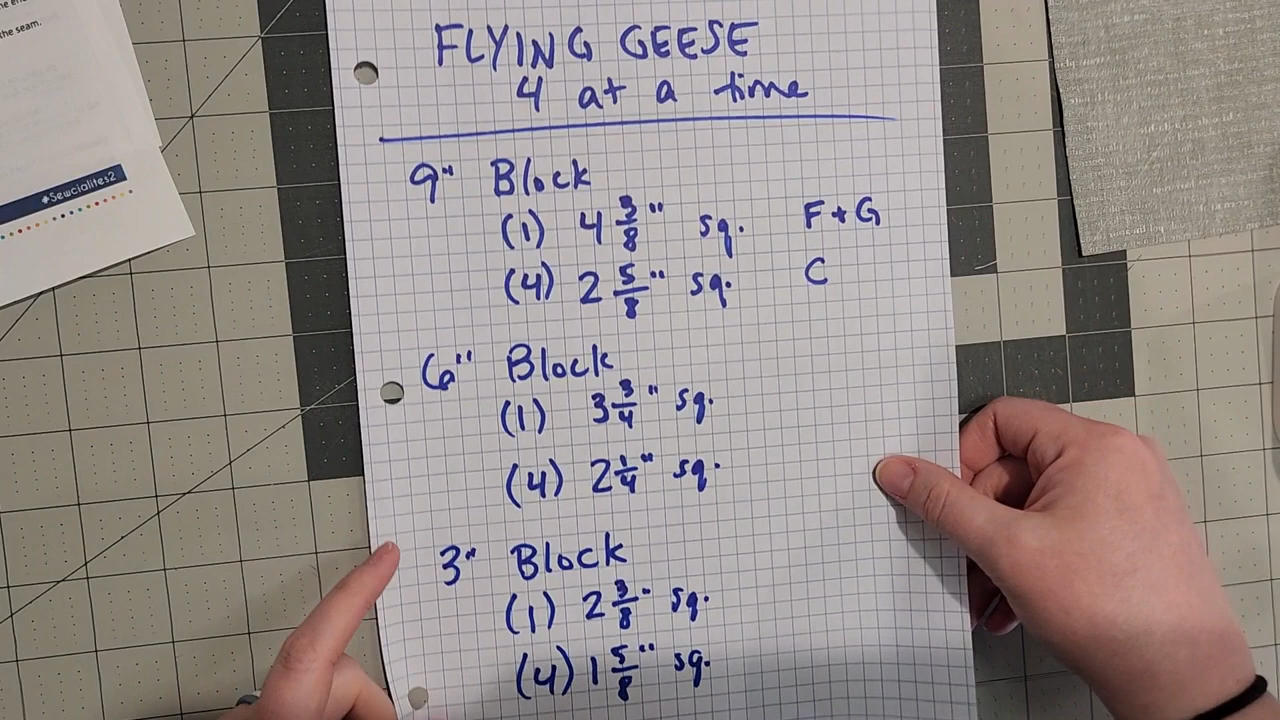 the seam.
#Sewcialites2
FLYING GEESE
4 at a time
9" Block
(1) 4 3/8" sq. F + G
(4) 2 5/8" sq. C
6" Block
(1) 3 3/4" sq.
(4) 2 1/4" sq.
3" Block
(1) 2 3/8" sq.
(4) 1 5/8" sq.